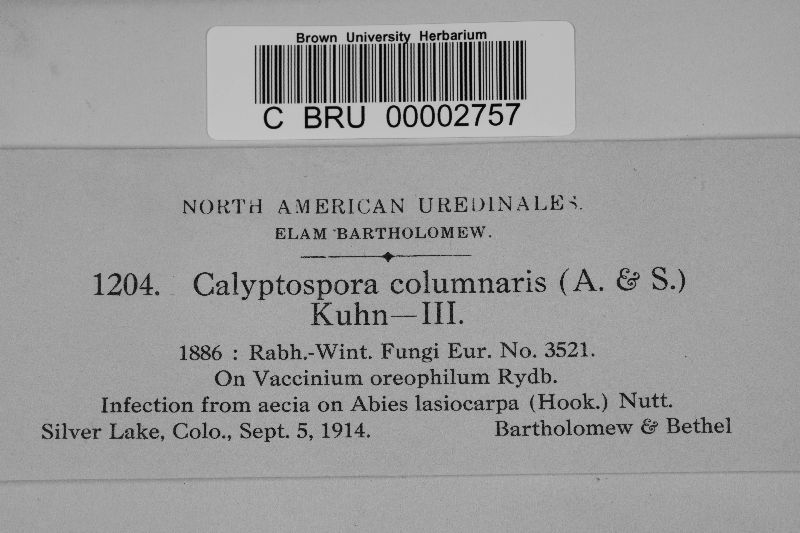 Brown University Herbarium
C BRU 00002757
NORTH AMERICAN UREDINALES.
ELAM BARTHOLOMEW.
1204. Calyptospora columnaris (A. & S.)
Kuhn—III.
1886 : Rabh.-Wint. Fungi Eur. No. 3521.
On Vaccinium oreophilum Rydb.
Infection from aecia on Abies lasiocarpa (Hook.) Nutt.
Silver Lake, Colo., Sept. 5, 1914. Bartholomew & Bethel